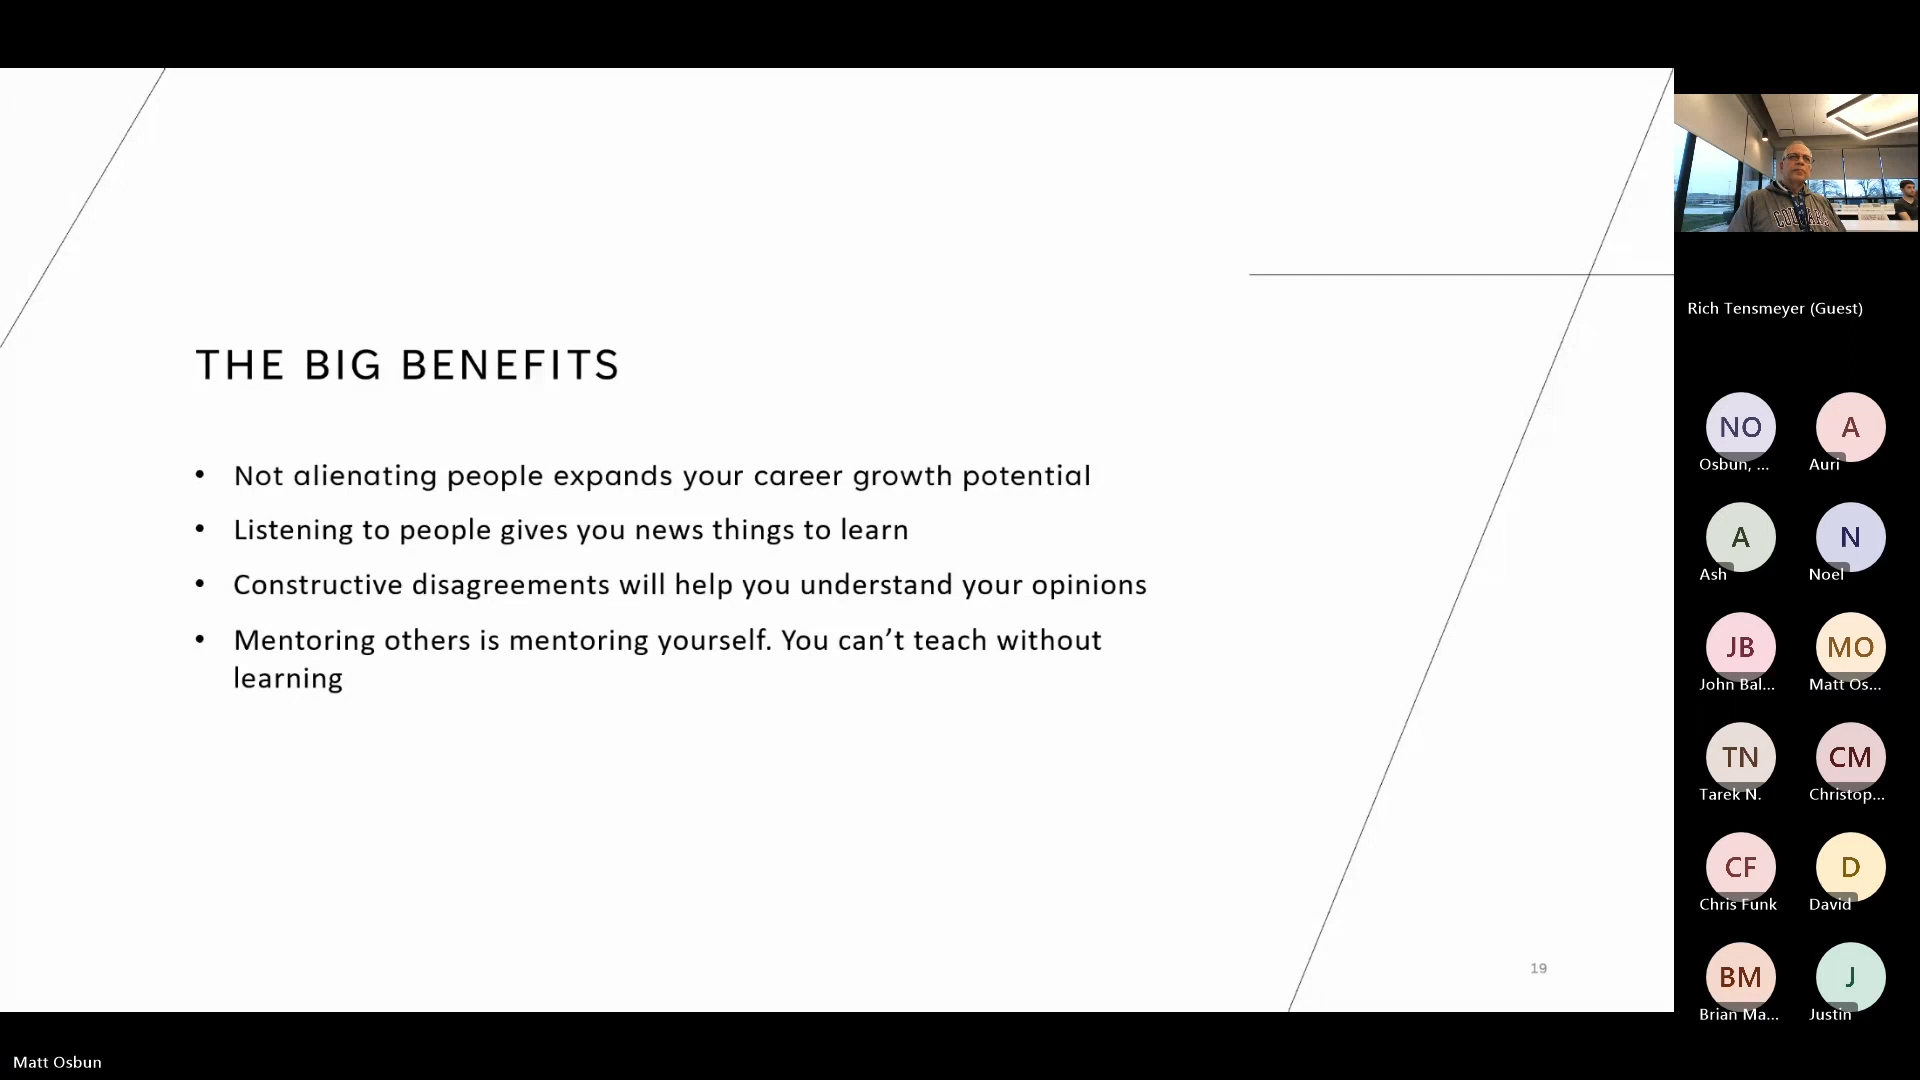 THE BIG BENEFITS
• Not alienating people expands your career growth potential
• Listening to people gives you news things to learn
• Constructive disagreements will help you understand your opinions
• Mentoring others is mentoring yourself. You can’t teach without
learning
19
Matt Osbun
Rich Tensmeyer (Guest)
NO
Osbun, ...
A
Auri
A
Ash
N
Noel
JB
John Bal...
MO
Matt Os...
TN
Tarek N.
CM
Christop...
CF
Chris Funk
D
David
BM
Brian Ma...
J
Justin